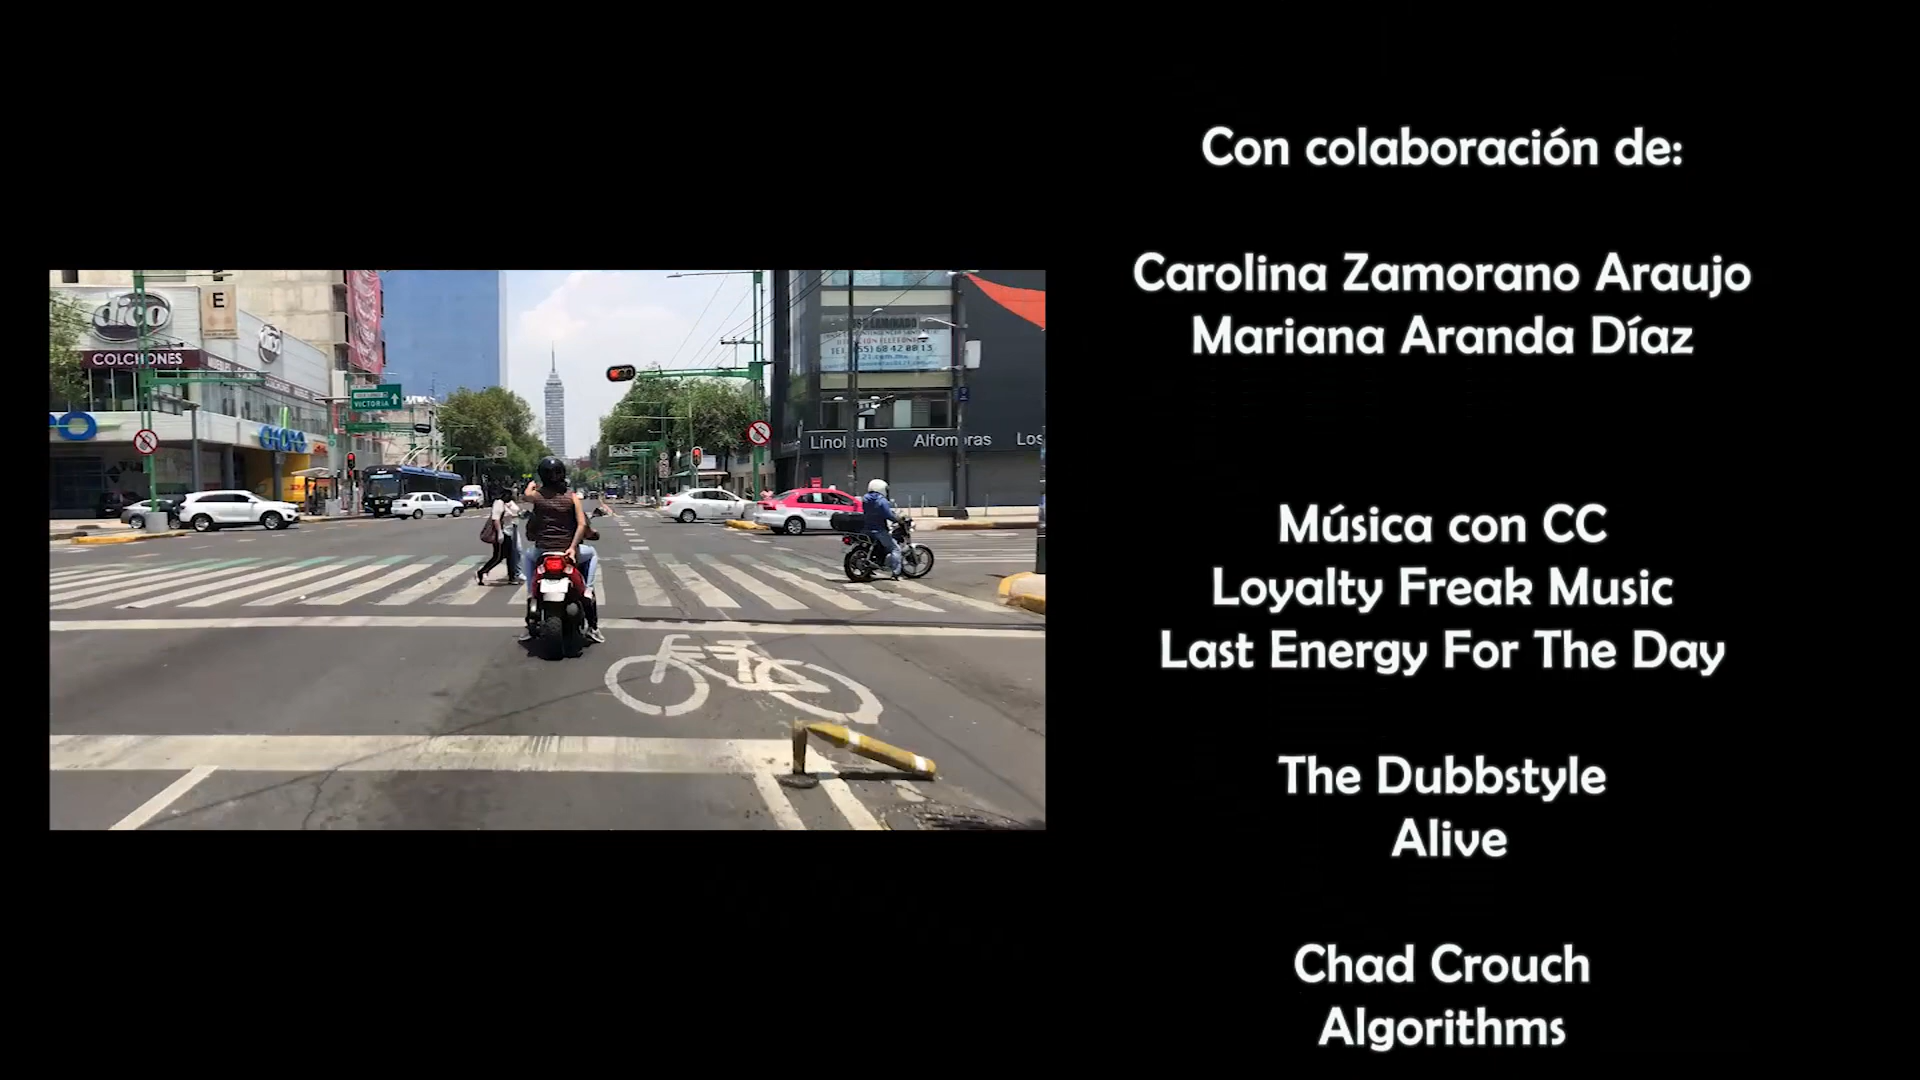 Con colaboración de:
Carolina Zamorano Araujo
Mariana Aranda Díaz
Música con CC
Loyalty Freak Music
Last Energy For The Day
The Dubbstyle
Alive
Chad Crouch
Algorithms
dico
COLCHONES
E
VICTORIA
Alfombras
Los